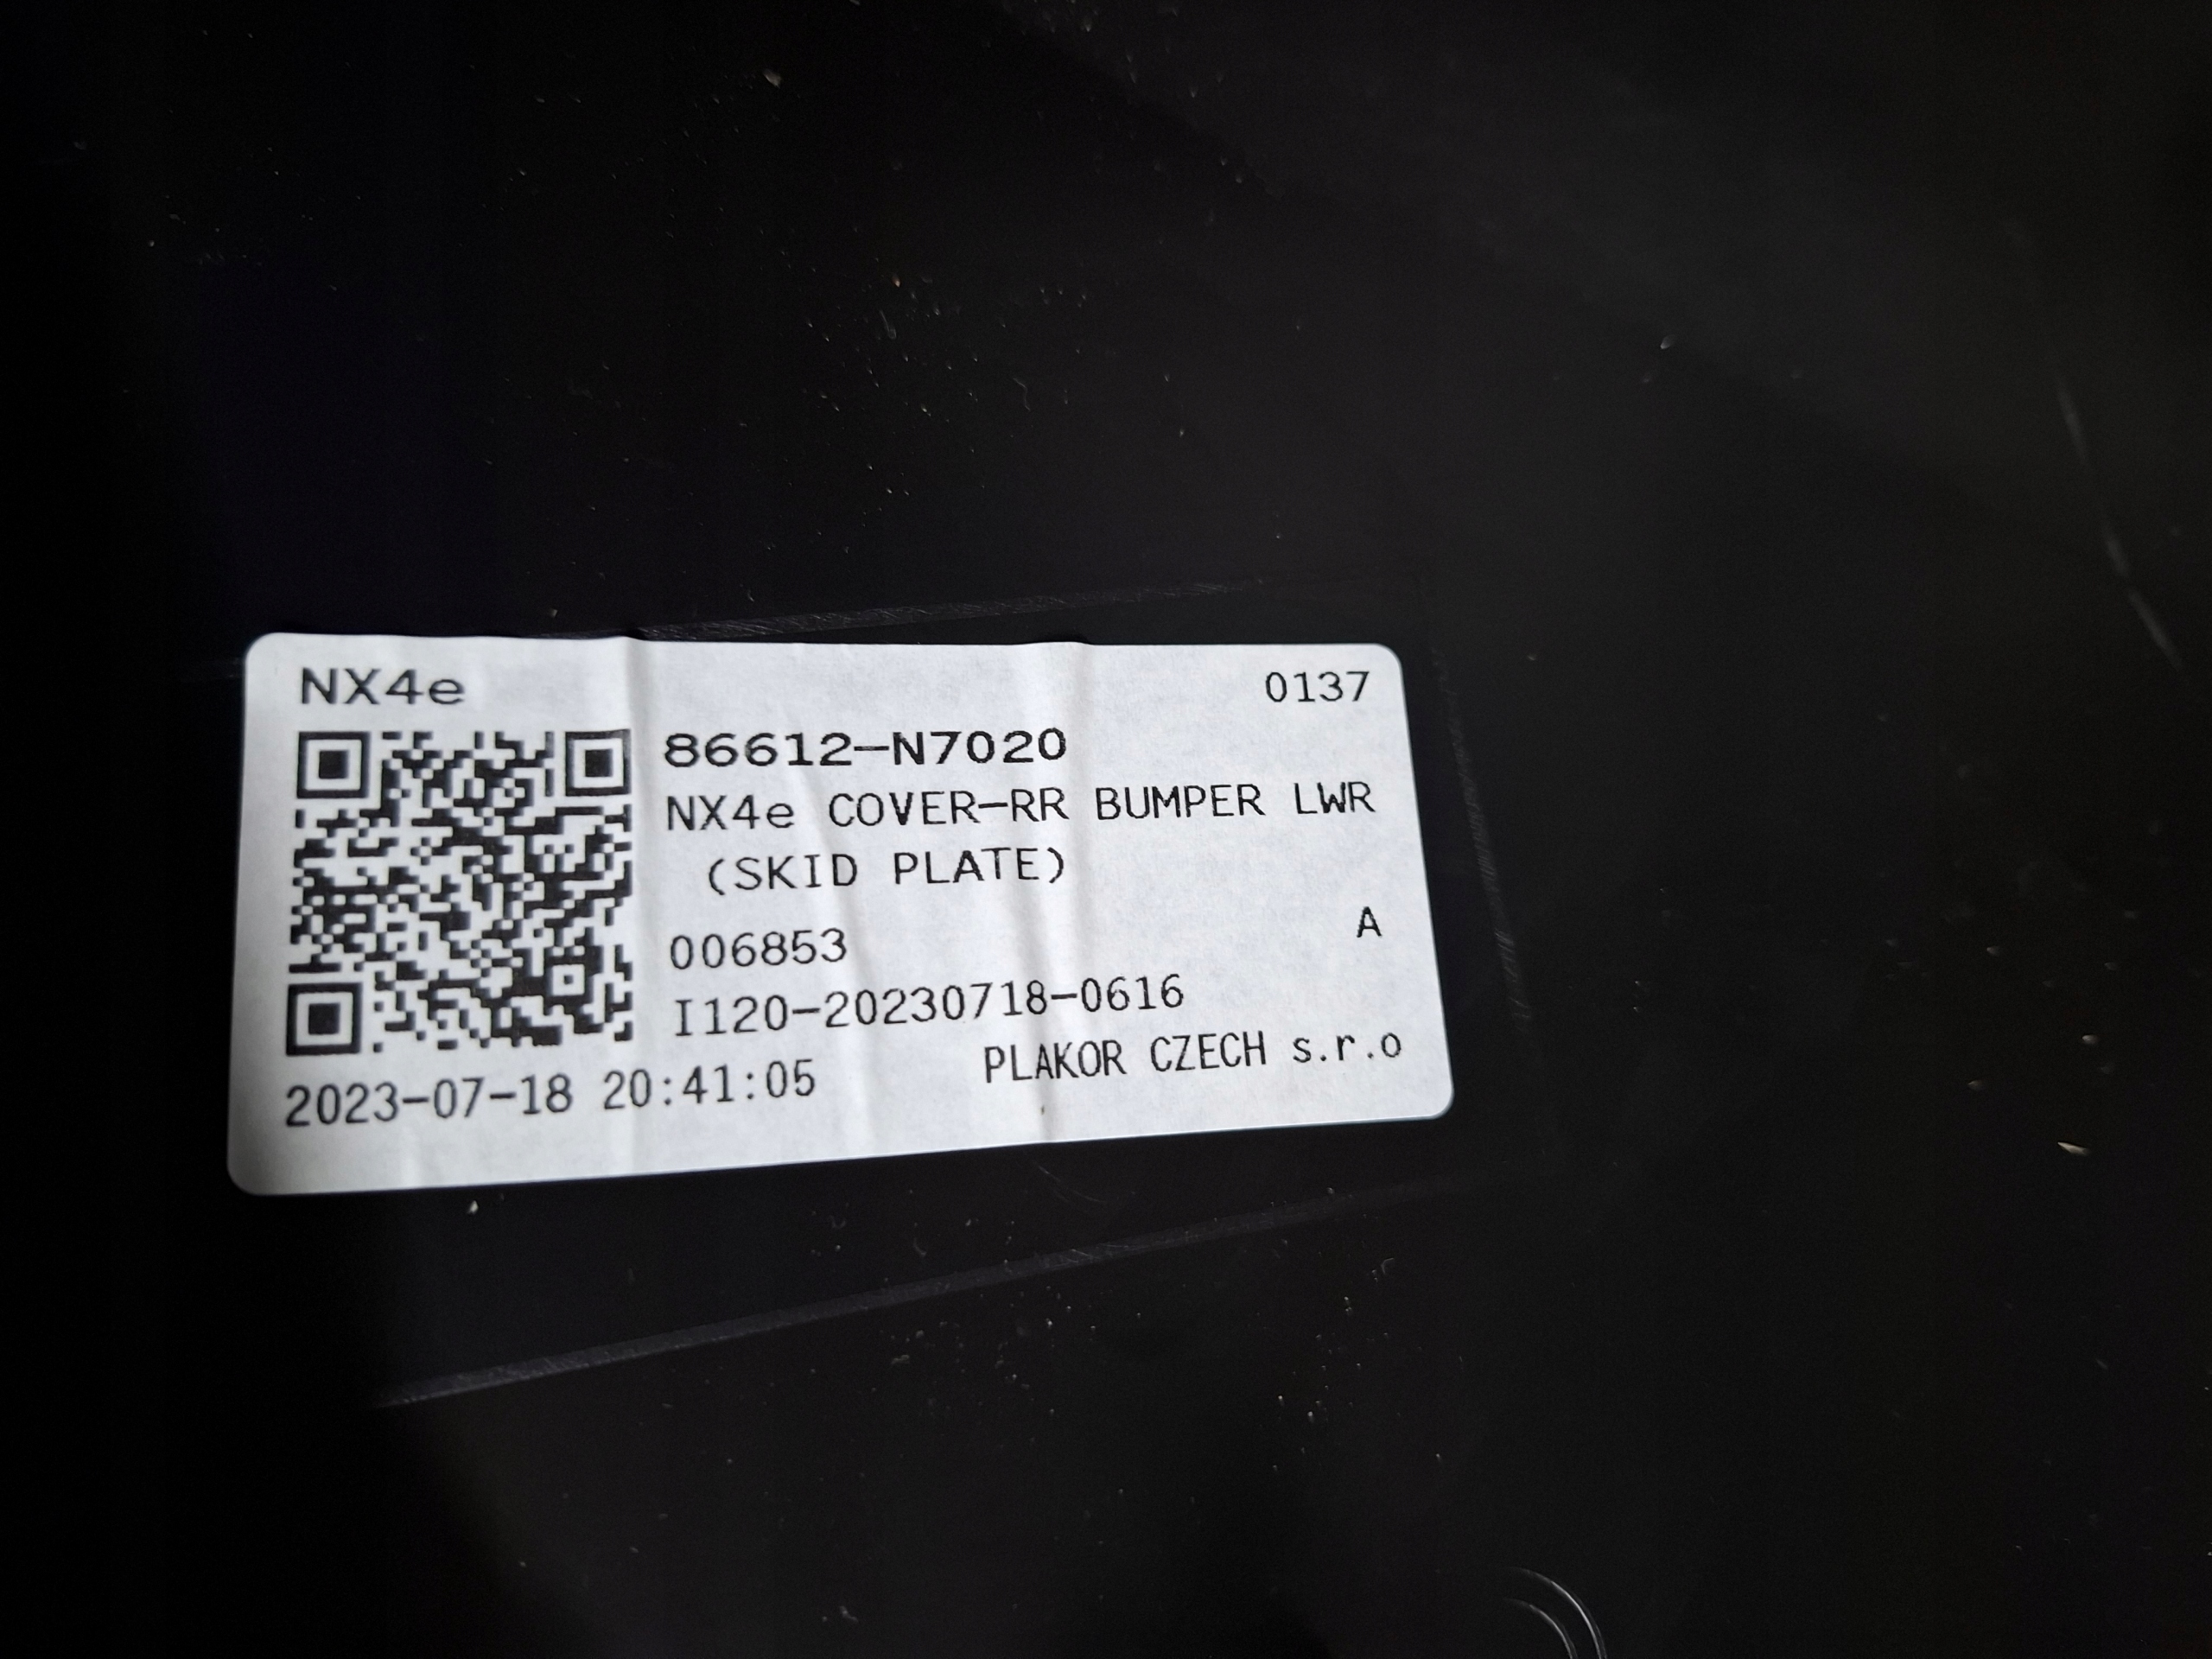 NX4e 0137
86612-N7020
NX4e COVER-RR BUMPER LWR
(SKID PLATE)
A
006853
I120-20230718-0616
PLAKOR CZECH s.r.o
2023-07-18 20:41:05